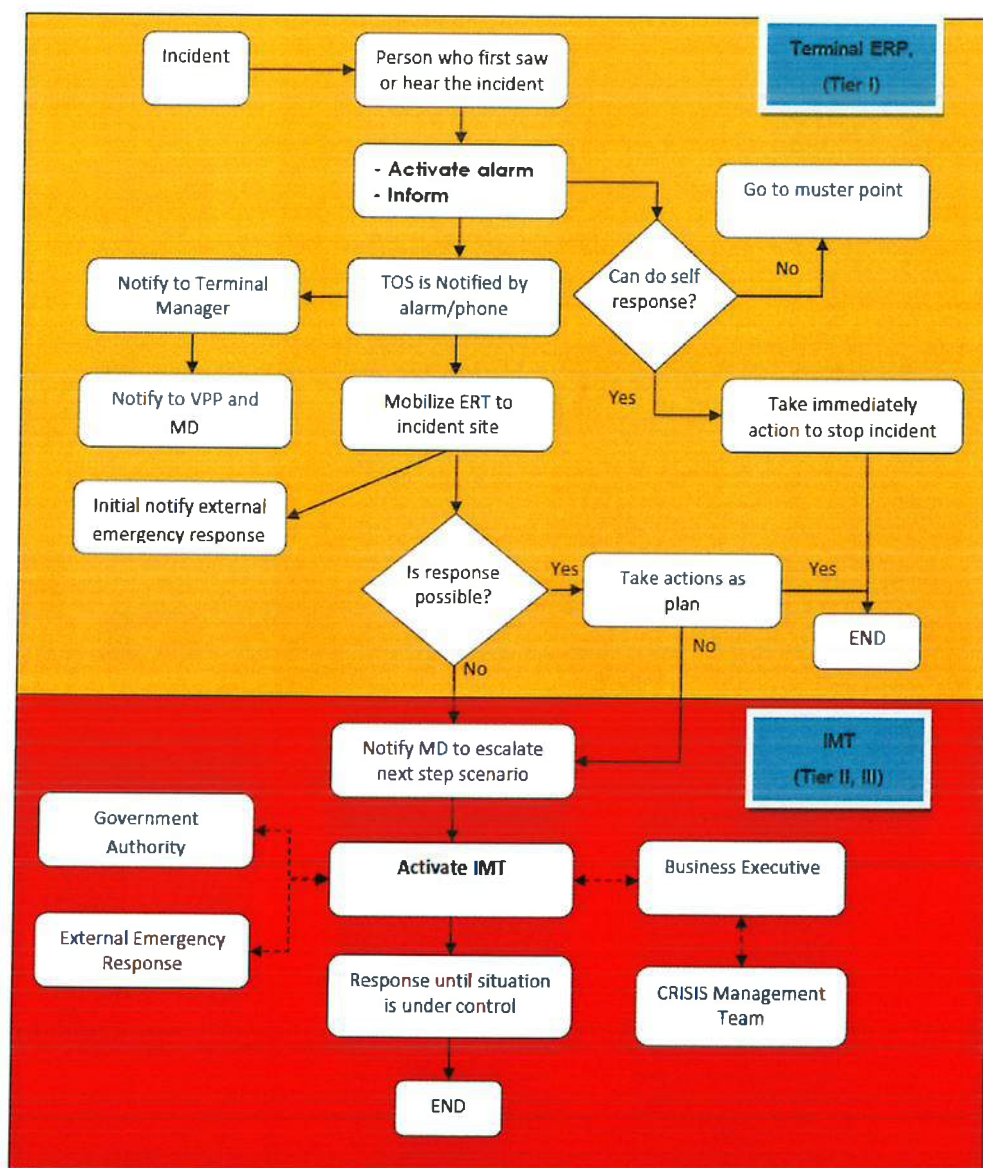 Terminal ERP,
(Tier I)
Incident
Person who first saw
or hear the incident
- Activate alarm
- Inform
Go to muster point
No
Can do self
response?
Notify to Terminal
Manager
TOS is Notified by
alarm/phone
Notify to VPP and
MD
Mobilize ERT to
incident site
Yes
Take immediately
action to stop incident
Initial notify external
emergency response
Is response
possible?
Yes
Take actions as
plan
Yes
END
No
No
IMT
(Tier II, III)
Notify MD to escalate
next step scenario
Government
Authority
Activate IMT
Business Executive
External Emergency
Response
Response until situation
is under control
CRISIS Management
Team
END